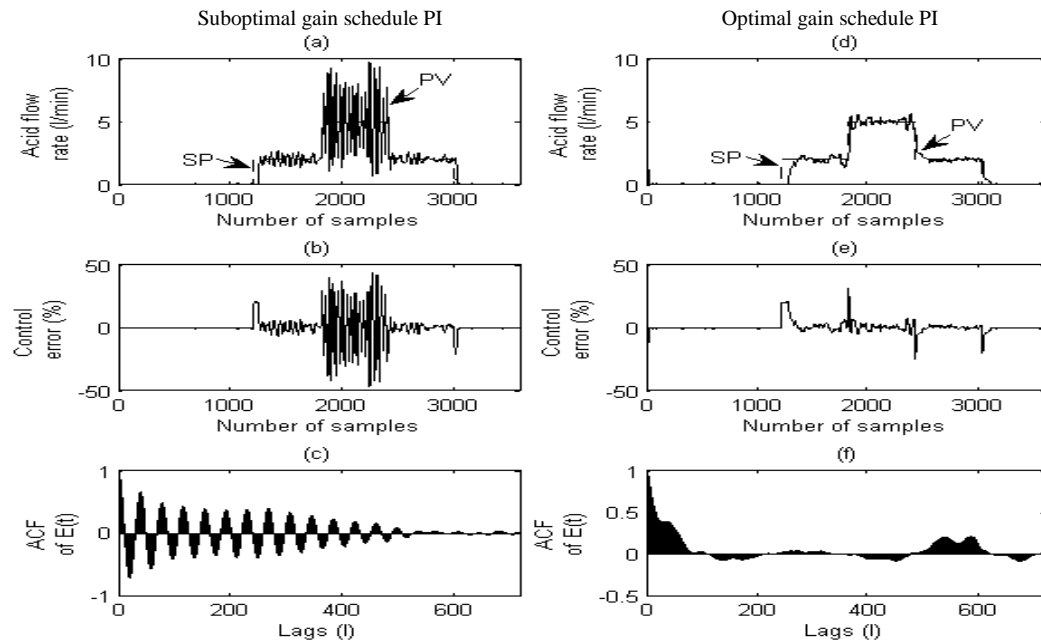 Suboptimal gain schedule PI
(a)
10
5
0
Acid flow
rate (l/min)
SP
PV
0
1000
2000
3000
Number of samples
(b)
50
0
-50
Control
error (%)
0
1000
2000
3000
Number of samples
(c)
1
0
-1
ACF
of E(t)
0
200
400
600
Lags (l)
Optimal gain schedule PI
(d)
10
5
0
Acid flow
rate (l/min)
SP
PV
0
1000
2000
3000
Number of samples
(e)
50
0
-50
Control
error (%)
0
1000
2000
3000
Number of samples
(f)
1
0.5
0
-0.5
ACF
of E(t)
0
200
400
600
Lags (l)